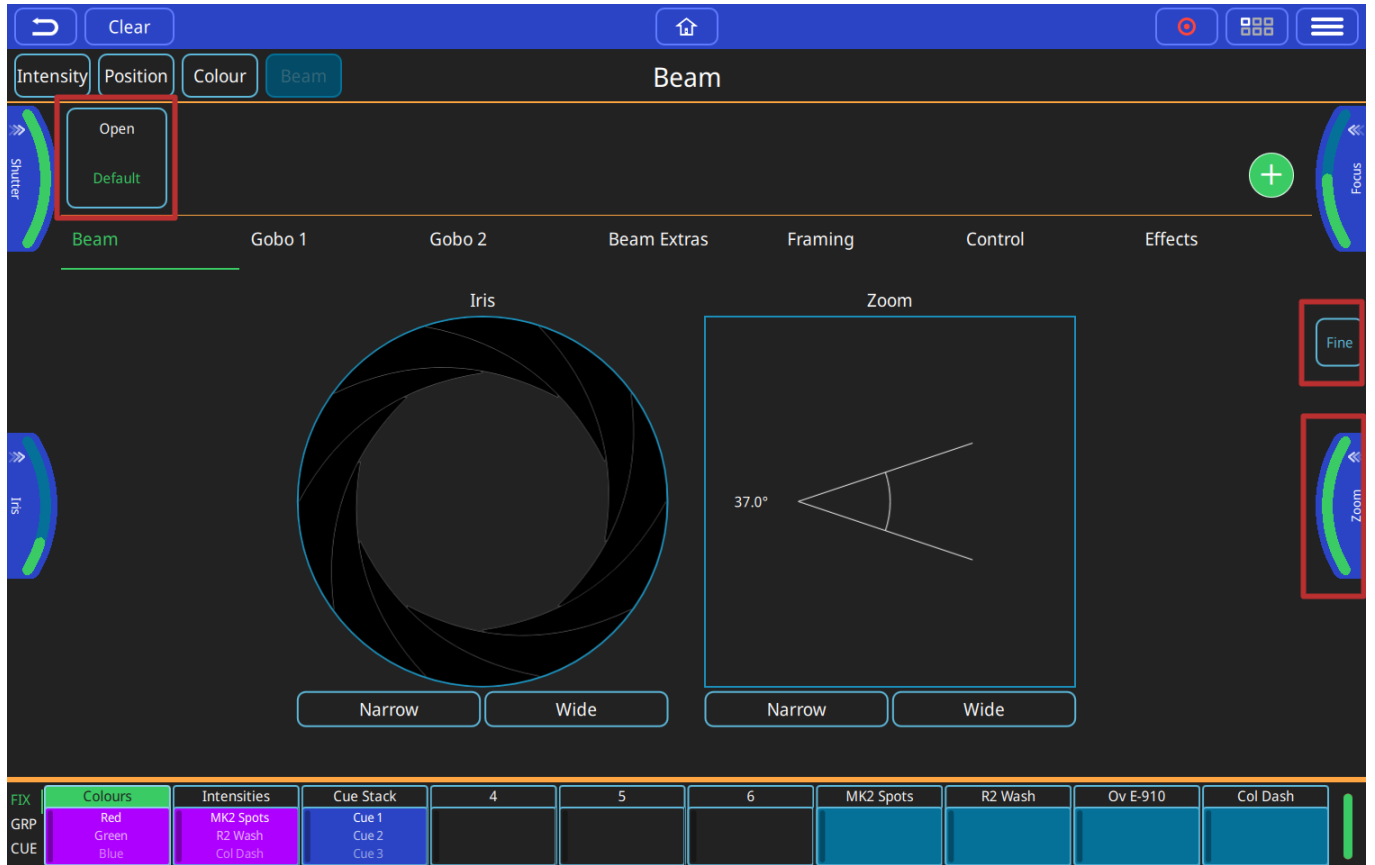 Clear
Intensity Position Colour Beam
Beam
Open
Default
Shutter
Focus
Beam Gobo 1 Gobo 2 Beam Extras Framing Control Effects
Iris Zoom
Fine
37.0°
Iris
Zoom
Narrow Wide Narrow Wide
FIX Colours Intensities Cue Stack 4 5 6 MK2 Spots R2 Wash Ov E-910 Col Dash
Red MK2 Spots Cue 1
GRP Green R2 Wash Cue 2
CUE Blue Col Dash Cue 3